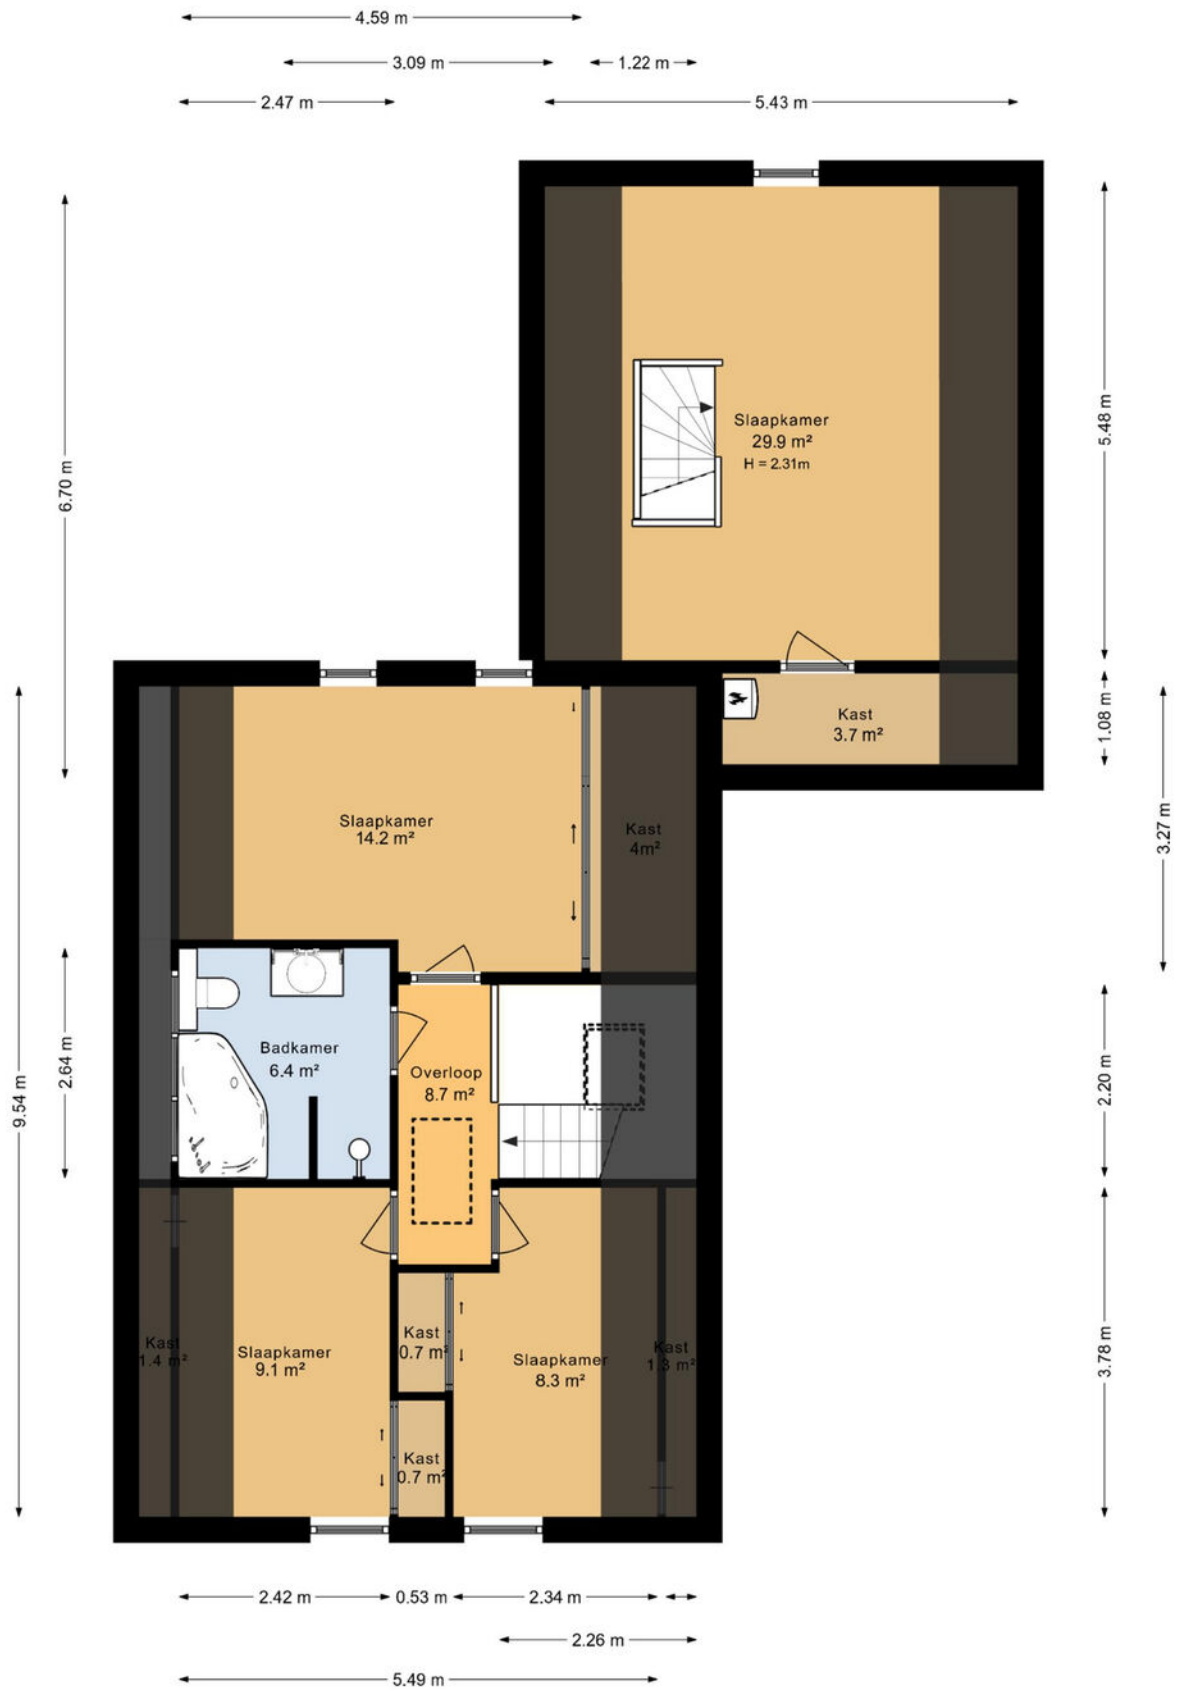 4.59 m
3.09 m
1.22 m
2.47 m
5.43 m
6.70 m
5.48 m
Slaapkamer
29.9 m²
H = 2.31m
Kast
3.7 m²
1.08 m
3.27 m
Slaapkamer
14.2 m²
Kast
4m²
9.54 m
2.64 m
Badkamer
6.4 m²
Overloop
8.7 m²
2.20 m
Kast
1.4 m²
Slaapkamer
9.1 m²
Kast
0.7 m²
Slaapkamer
8.3 m²
Kast
1.3 m²
3.78 m
Kast
0.7 m²
2.42 m
0.53 m
2.34 m
2.26 m
5.49 m